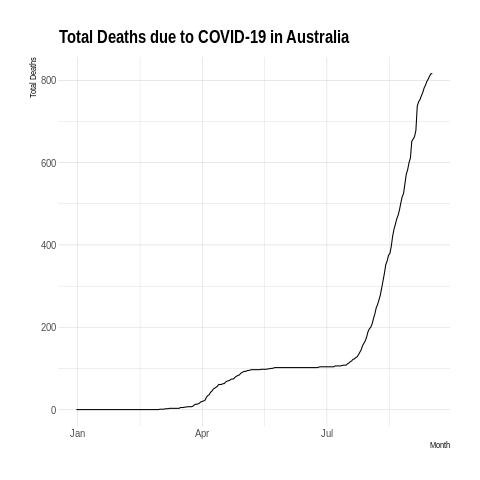 Total Deaths due to COVID-19 in Australia
Total Deaths
800
600
400
200
0
Jan
Apr
Jul
Month